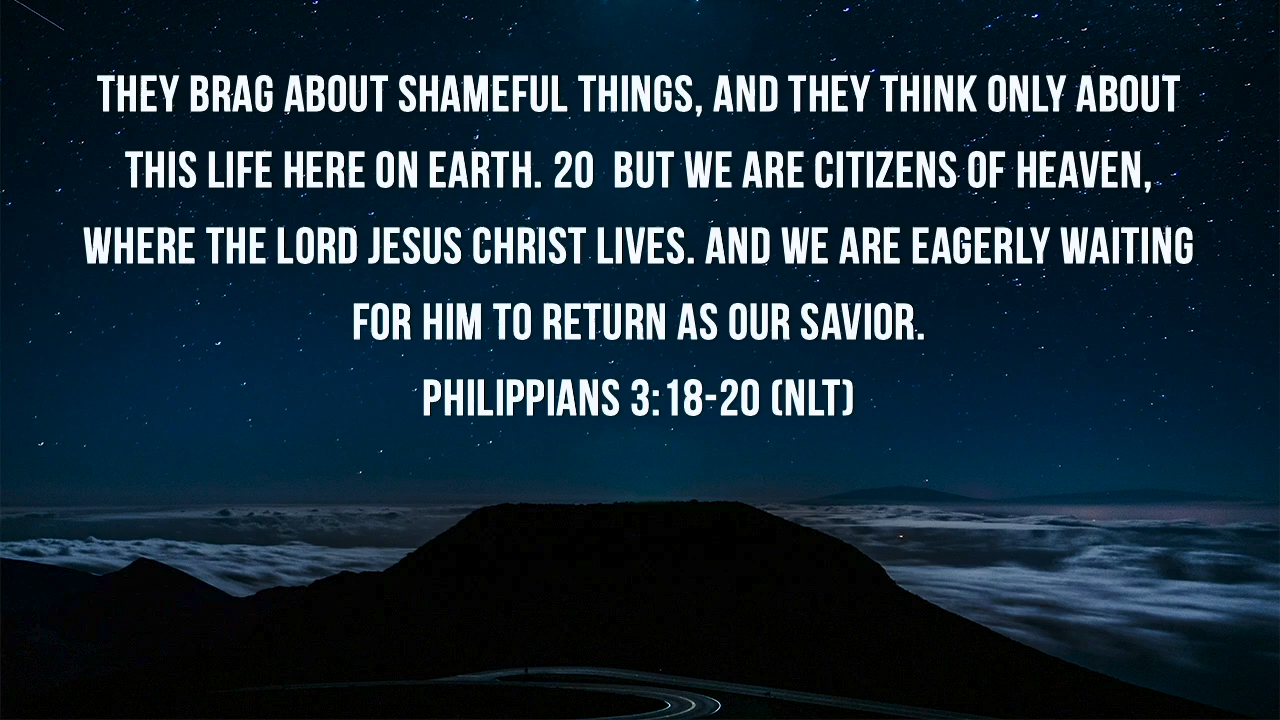 THEY BRAG ABOUT SHAMEFUL THINGS, AND THEY THINK ONLY ABOUT
THIS LIFE HERE ON EARTH. 20 BUT WE ARE CITIZENS OF HEAVEN,
WHERE THE LORD JESUS CHRIST LIVES. AND WE ARE EAGERLY WAITING
FOR HIM TO RETURN AS OUR SAVIOR.
PHILIPPIANS 3:18-20 (NLT)